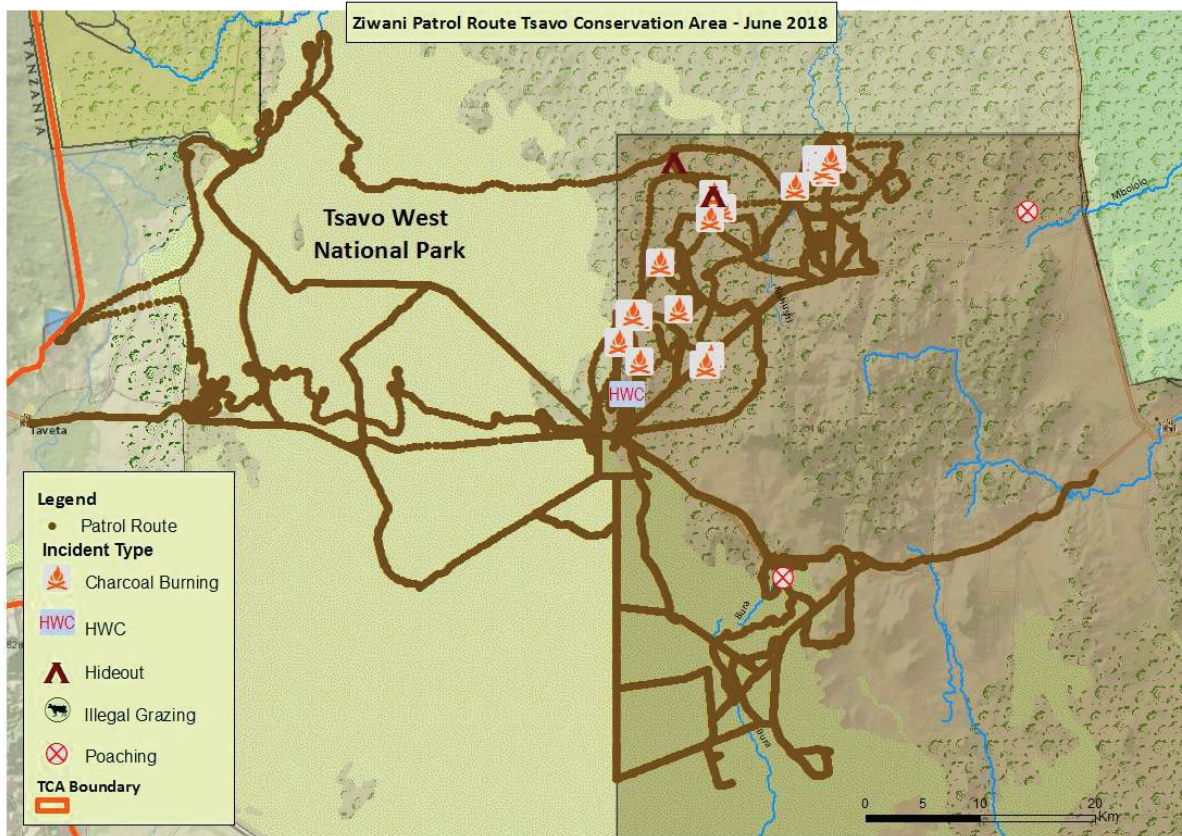 Ziwani Patrol Route Tsavo Conservation Area - June 2018
TANZANIA
Tsavo West
National Park
Mbololo
HWC
Taveta
Bura
Bura
Legend
Patrol Route
Incident Type
Charcoal Burning
HWC
HWC
Hideout
Illegal Grazing
Poaching
TCA Boundary
0 5 10 20
Km